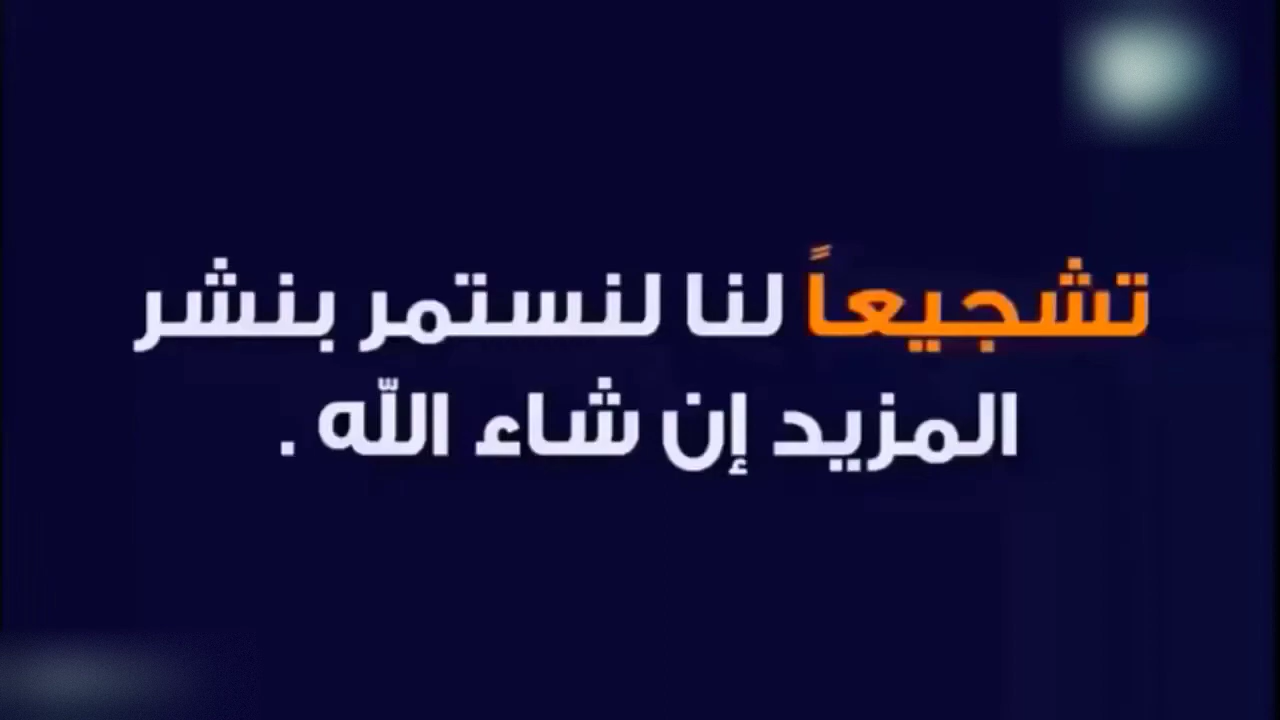 تشجيعاً لنا لنستمر بنشر
المزيد إن شاء اللّه .